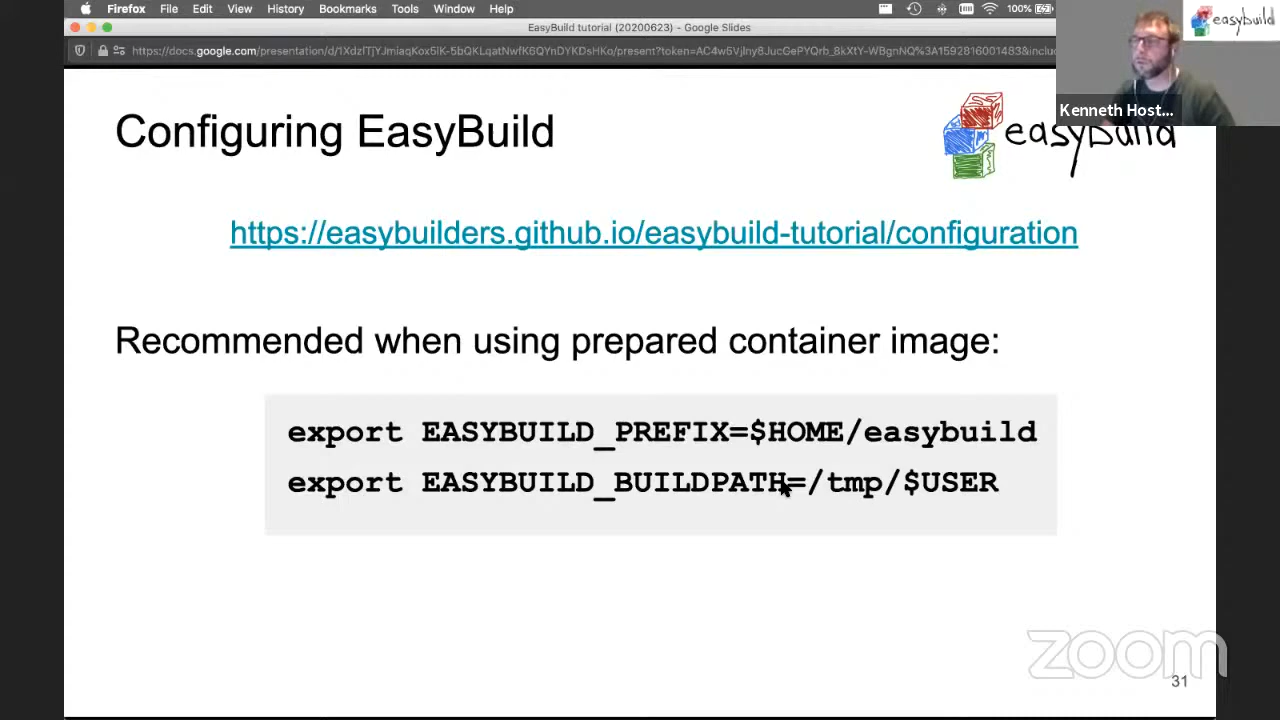 Firefox File Edit View History Bookmarks Tools Window Help 100%
EasyBuild tutorial (20200623) - Google Slides
easybuild
Kenneth Host...
Configuring EasyBuild
easybuild
https://easybuilders.github.io/easybuild-tutorial/configuration
Recommended when using prepared container image:
export EASYBUILD_PREFIX=$HOME/easybuild
export EASYBUILD_BUILDPATH=/tmp/$USER
zoom
31